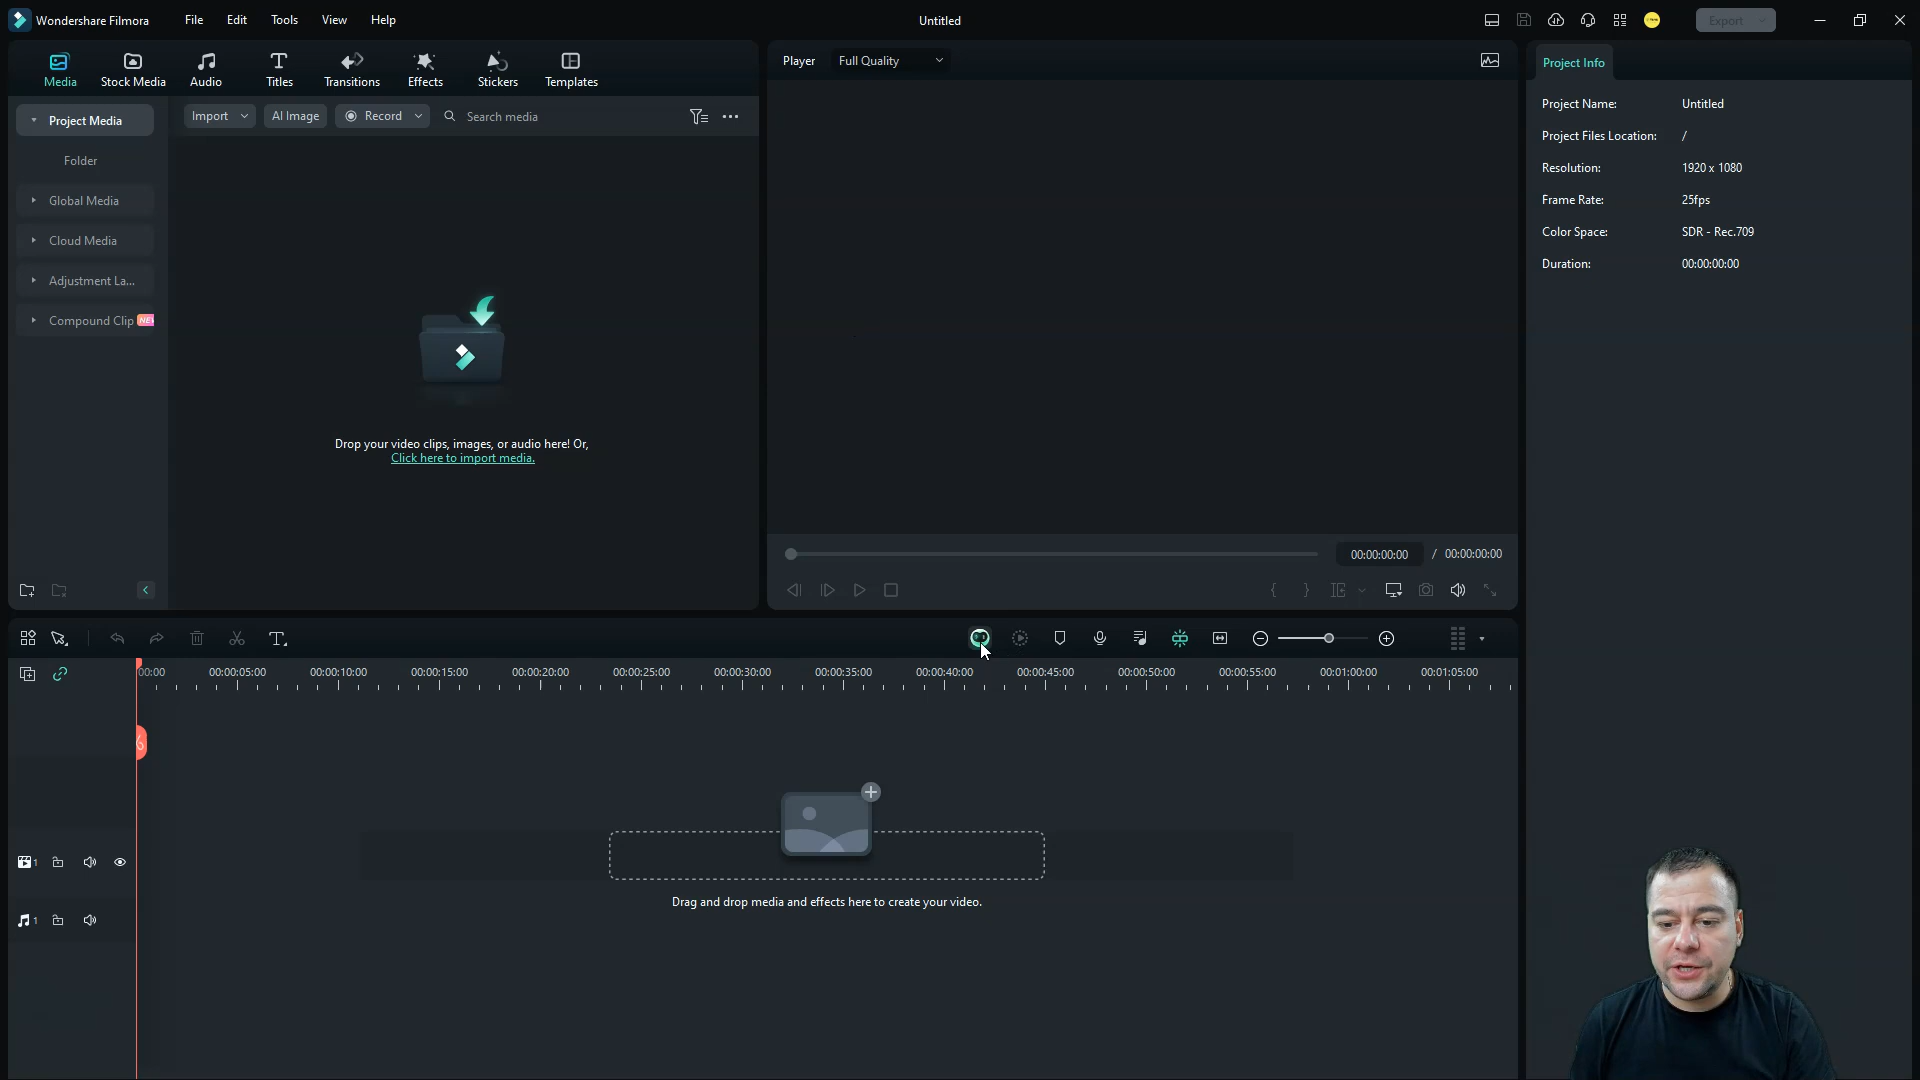 Wondershare Filmora File Edit Tools View Help Untitled Export
Media Stock Media Audio Titles Transitions Effects Stickers Templates
Player Full Quality
Project Info
Project Media
Import AI Image Record Search media
Folder
Global Media
Cloud Media
Adjustment La...
Compound Clip NEW
Drop your video clips, images, or audio here! Or,
Click here to import media.
Project Name: Untitled
Project Files Location: /
Resolution: 1920 x 1080
Frame Rate: 25fps
Color Space: SDR - Rec.709
Duration: 00:00:00:00
00:00:00:00 / 00:00:00:00
00:00 00:00:05:00 00:00:10:00 00:00:15:00 00:00:20:00 00:00:25:00 00:00:30:00 00:00:35:00 00:00:40:00 00:00:45:00 00:00:50:00 00:00:55:00 00:01:00:00 00:01:05:00
1
Drag and drop media and effects here to create your video.
1